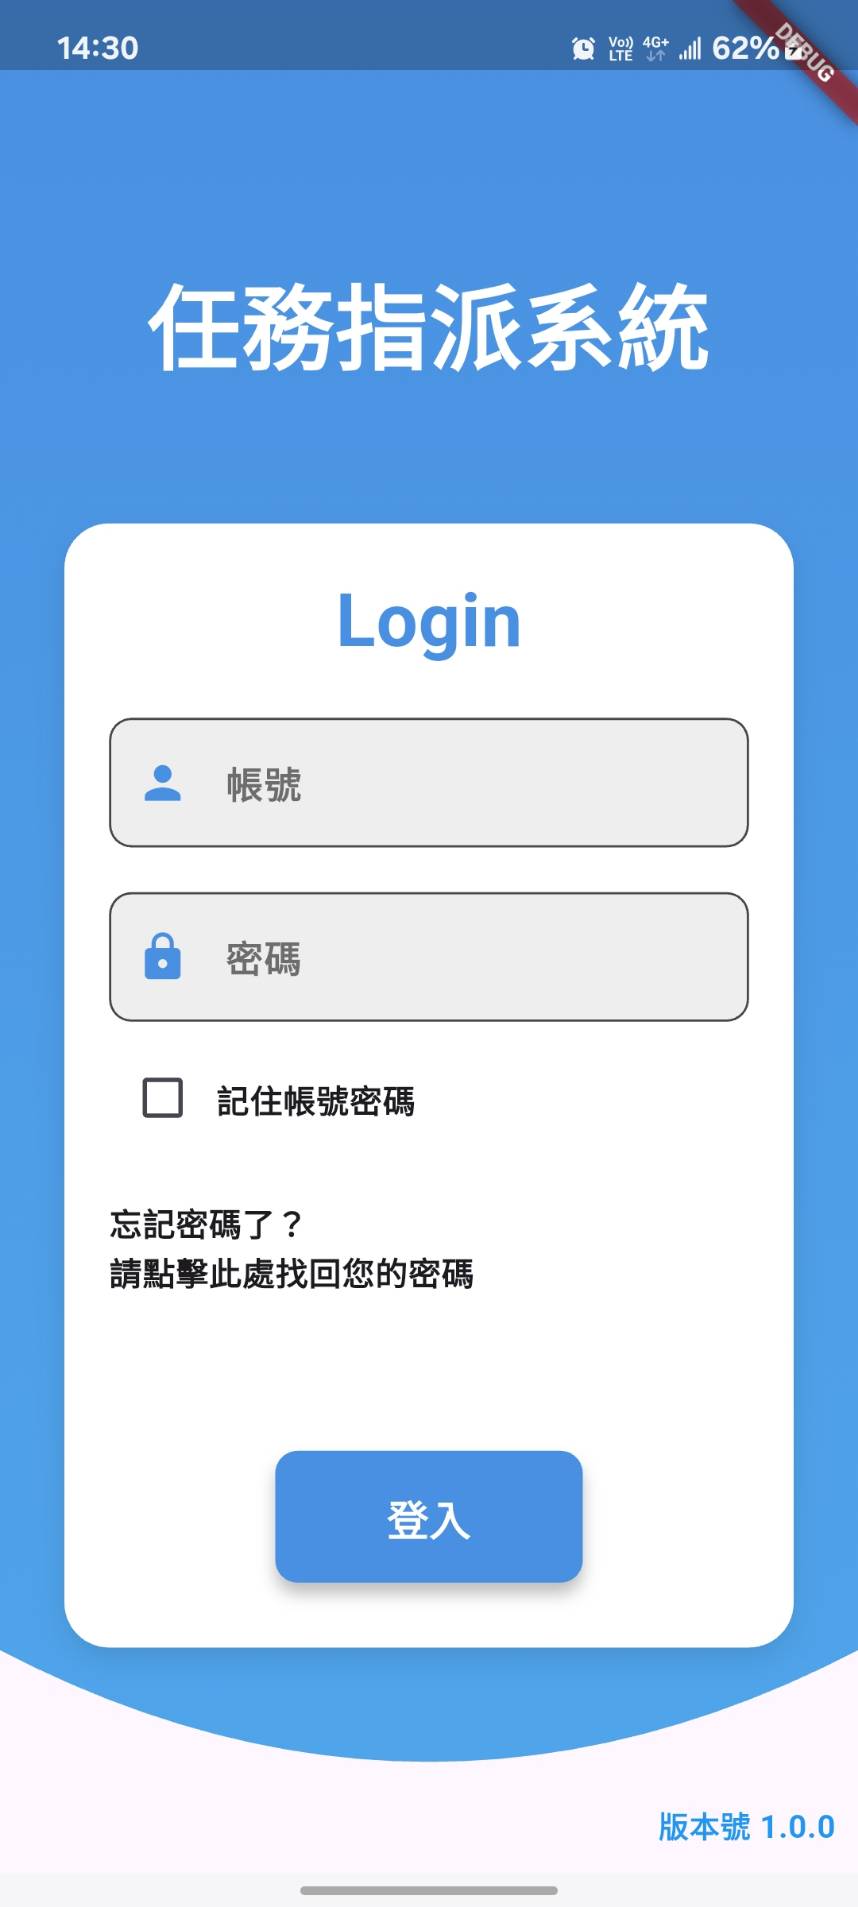 14:30
Vo)) LTE 4G+ 62%
DEBUG
任務指派系統
Login
帳號
密碼
記住帳號密碼
忘記密碼了？
請點擊此處找回您的密碼
登入
版本號 1.0.0